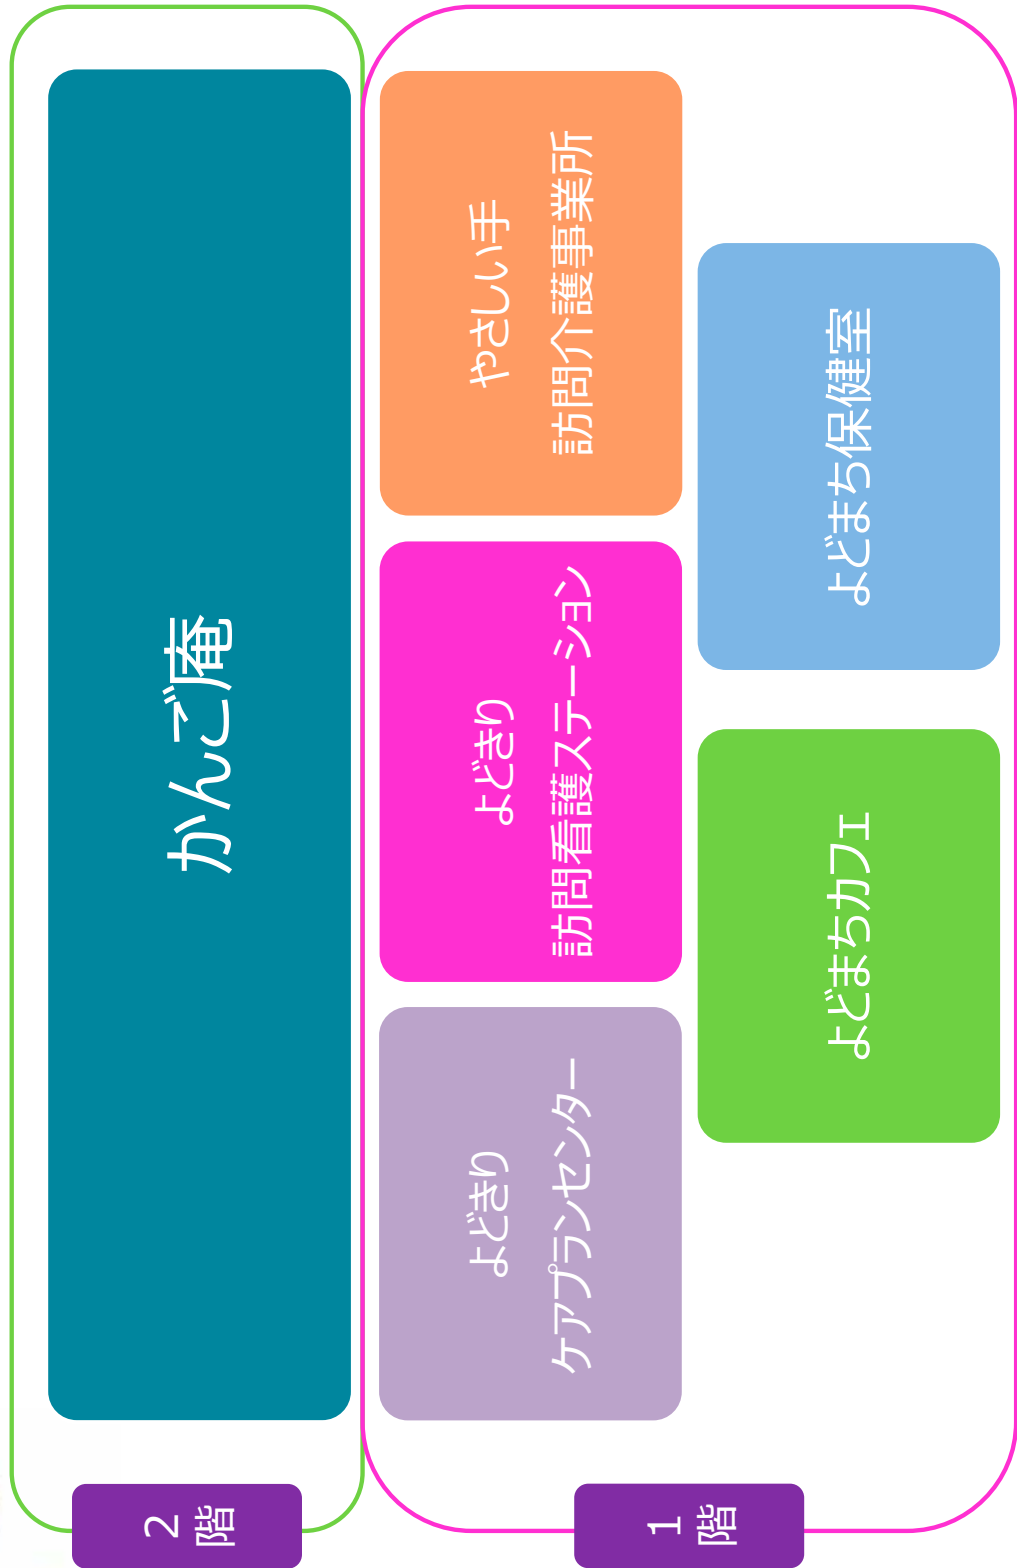 2
階
かんご庵
1
階
よどきり
ケアプランセンター
よどきり
訪問看護ステーション
やさしい手
訪問介護事業所
よどまちカフェ
よどまち保健室